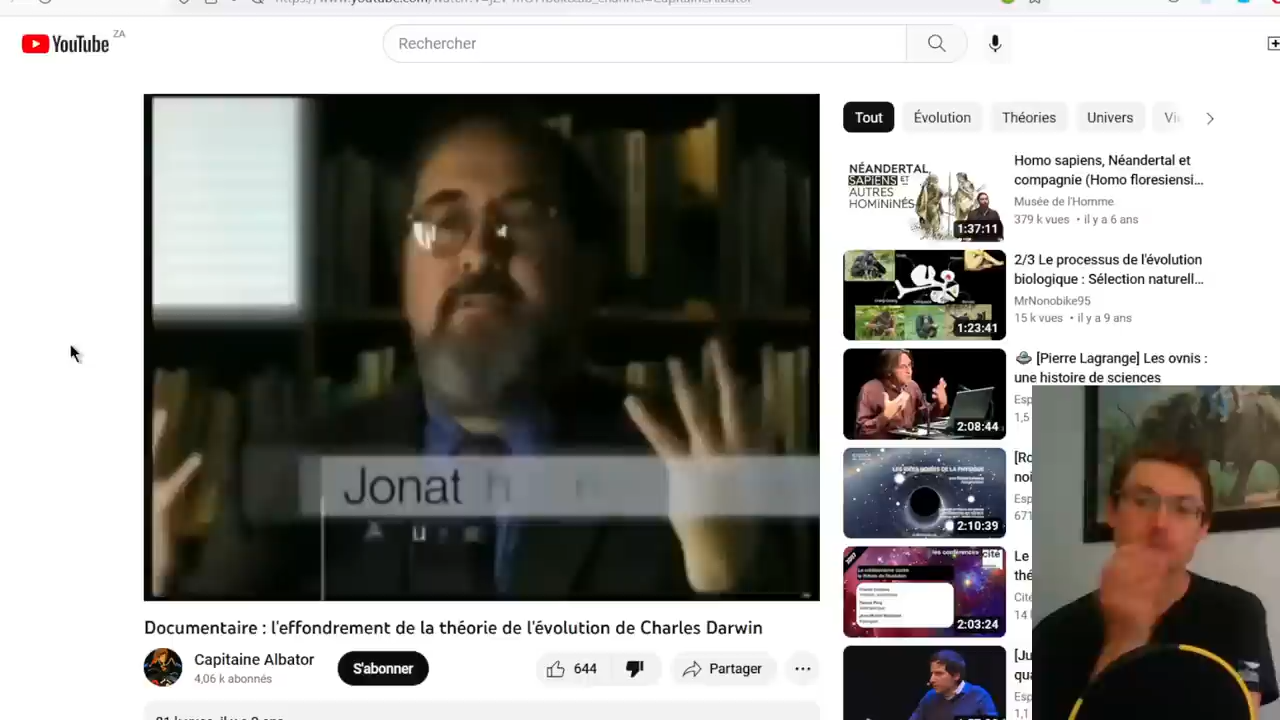 YouTube ZA
Rechercher
Jonat
Documentaire : l'effondrement de la théorie de l'évolution de Charles Darwin
Capitaine Albator
4,06 k abonnés
S'abonner
644
Partager
Tout
Évolution
Théories
Univers
NÉANDERTAL,
SAPIENS ET
AUTRES
HOMININÉS
1:37:11
Homo sapiens, Néandertal et
compagnie (Homo floresiensi...
Musée de l'Homme
379 k vues • il y a 6 ans
1:23:41
2/3 Le processus de l'évolution
biologique : Sélection naturell...
MrNonobike95
15 k vues • il y a 9 ans
2:08:44
[Pierre Lagrange] Les ovnis :
une histoire de sciences
2:10:39
2:03:24
Le